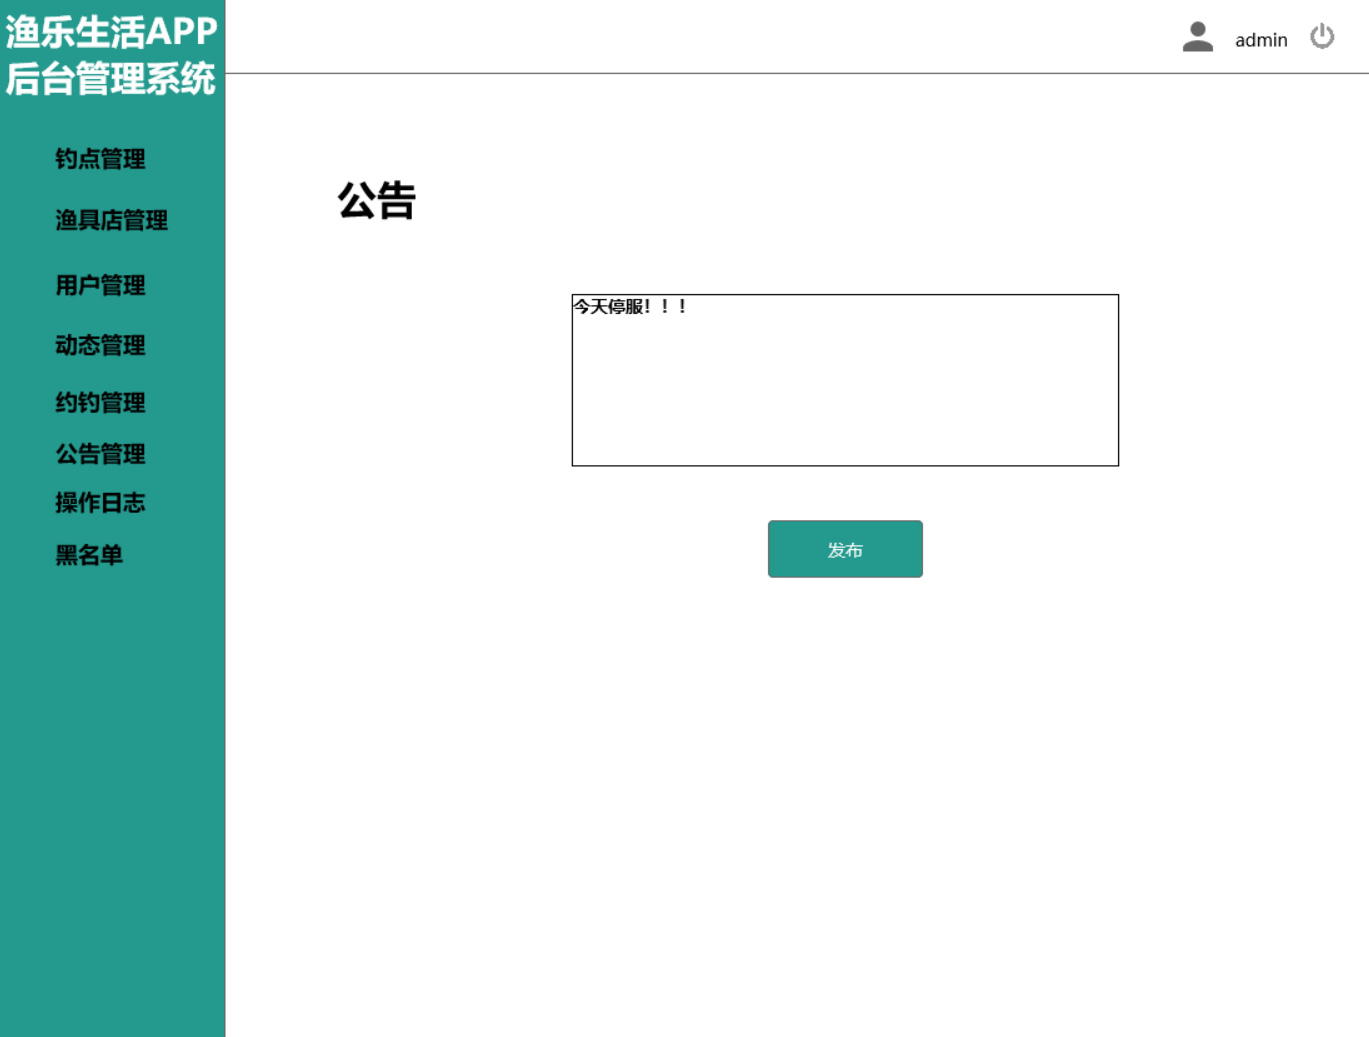 渔乐生活APP
后台管理系统
admin
钓点管理
渔具店管理
用户管理
动态管理
约钓管理
公告管理
操作日志
黑名单
公告
今天停服！！！
发布